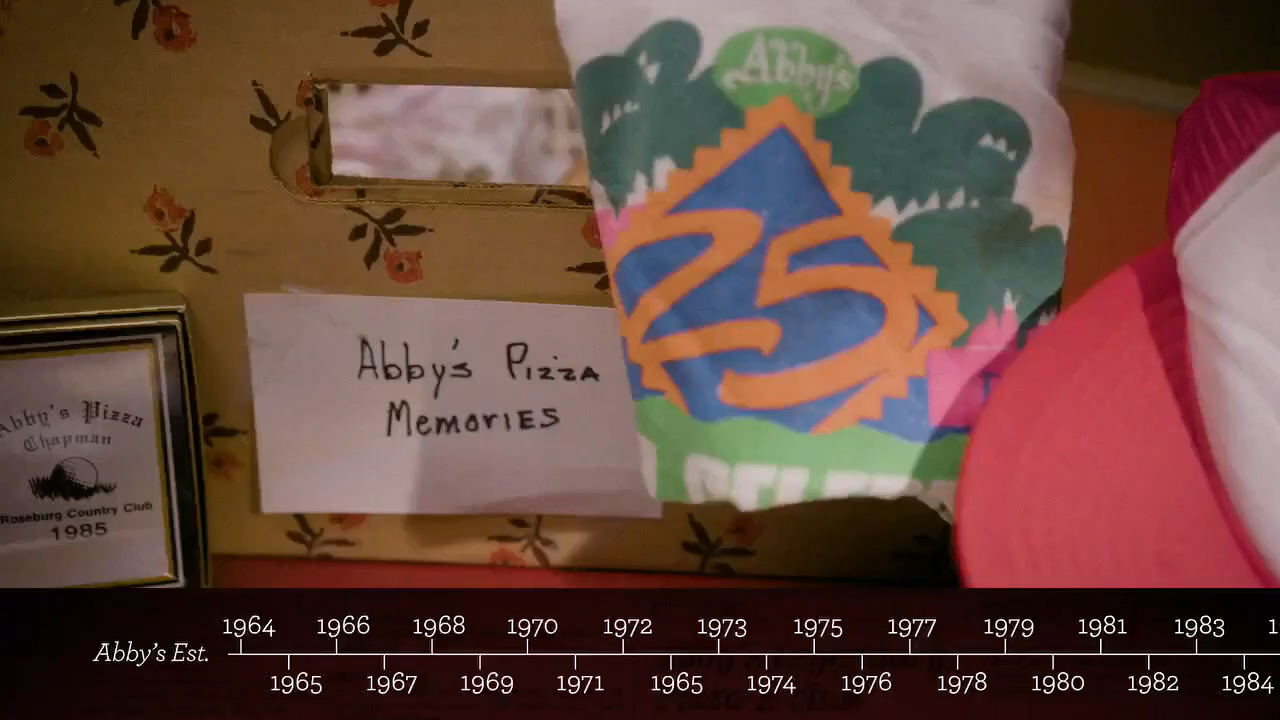 Abby's
25
Abby's Pizza
Memories
Abby's Pizza
Chapman
Roseburg Country Club
1985
Abby's Est.
1964 1966 1968 1970 1972 1973 1975 1977 1979 1981 1983
1965 1967 1969 1971 1965 1974 1976 1978 1980 1982 1984